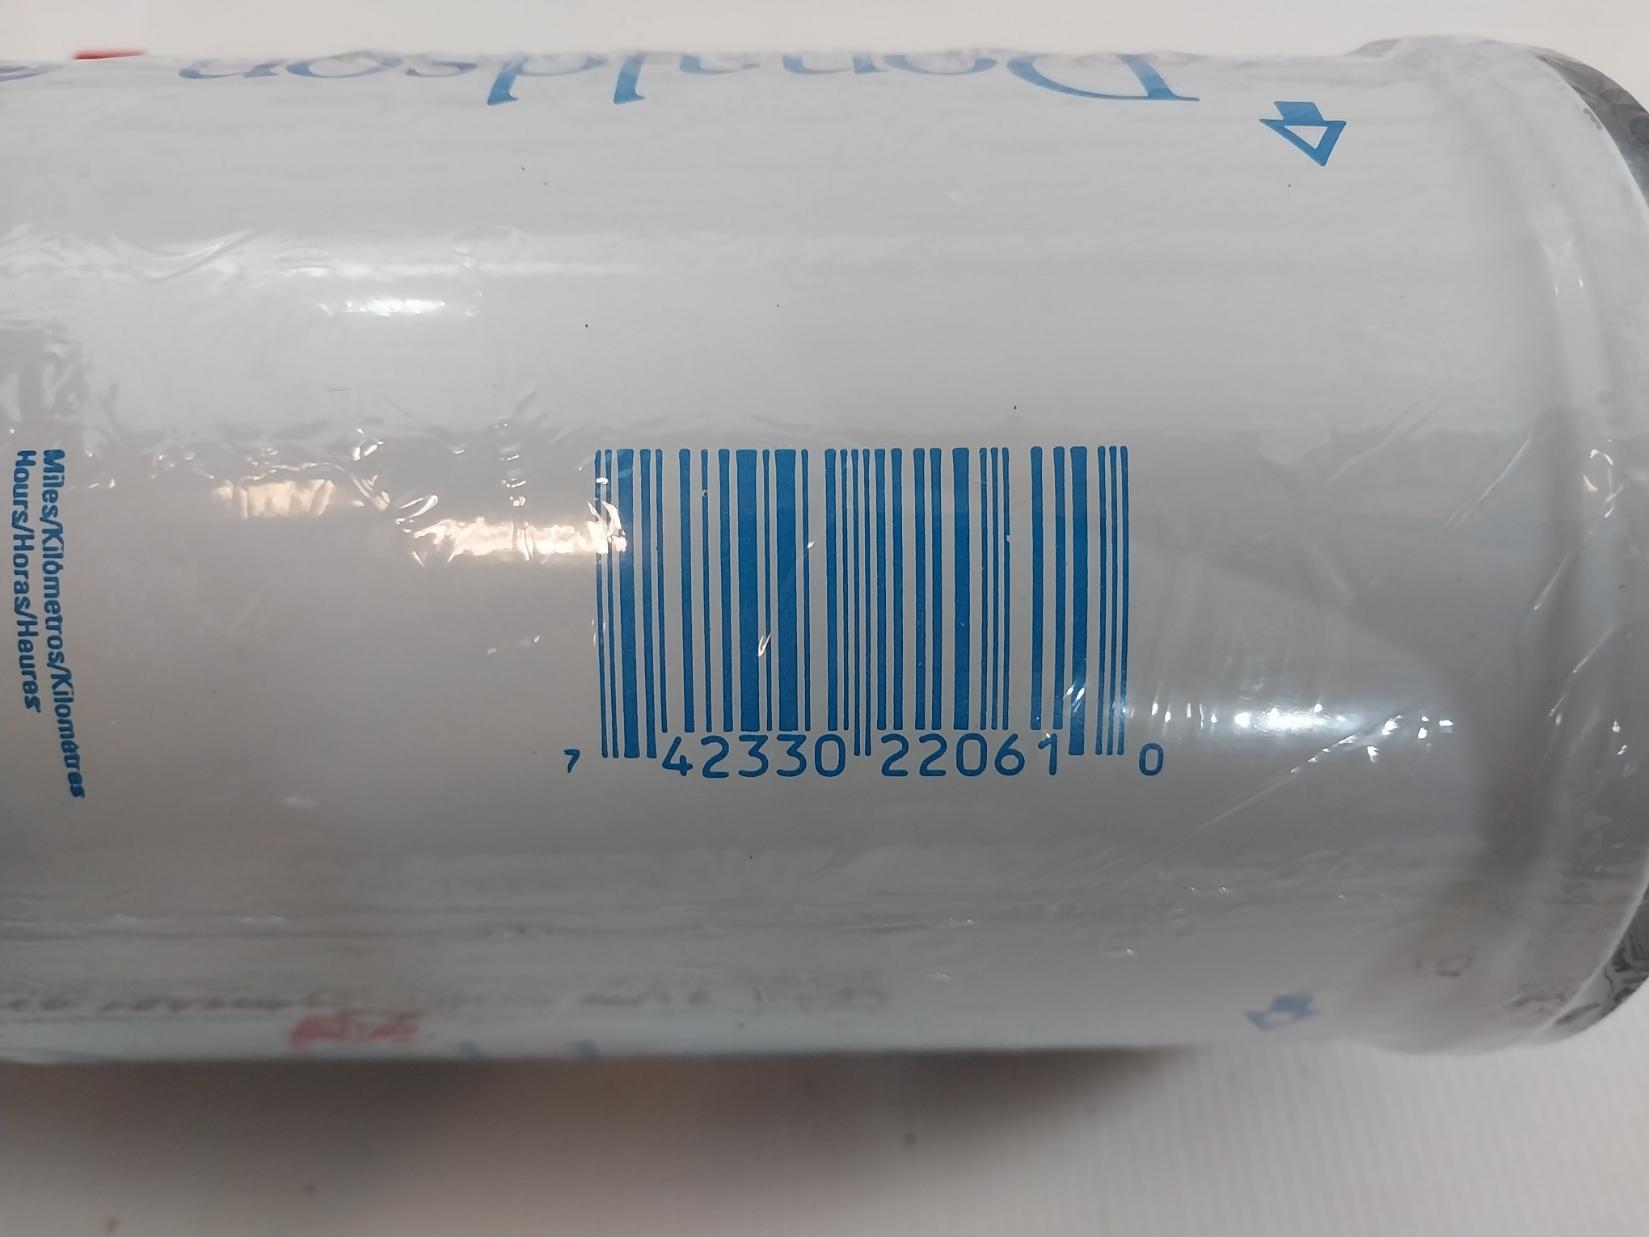 Donaldson
Miles/Kilómetros/Kilomètres
Hours/Horas/Heures
7 42330 22061 0